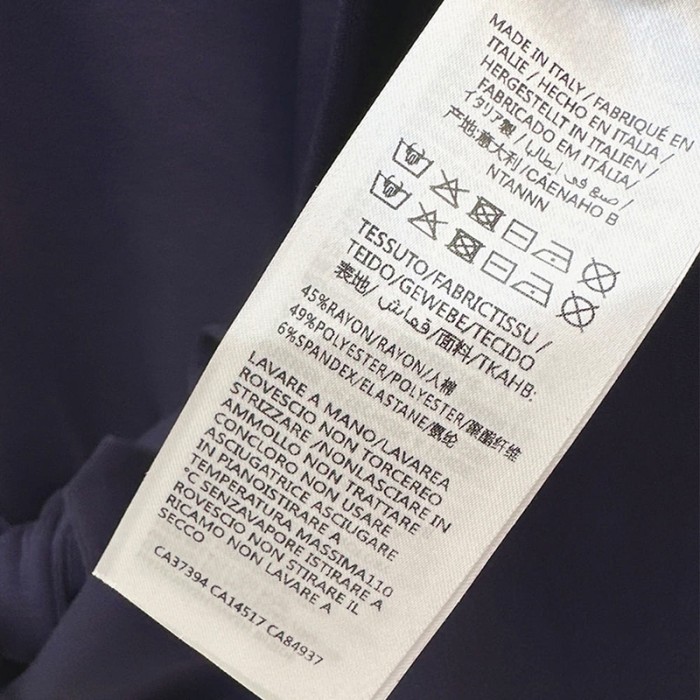 MADE IN ITALY / FABRIQUÉ EN
ITALIE / HECHO EN ITALIA /
HERGESTELLT IN ITALIEN /
FABRICADO EM ITÁLIA/
イタリア製 / صنع في إيطاليا /
产地:意大利/CAENAHO B
NTANNN
TESSUTO/FABRICTISSU/
TEIDO/GEWEBE/TECIDO
表地/ قماش/面料/TKAHB:
45%RAYON/RAYON/人棉
49%POLYESTER/POLYESTER/聚酯纤维
6%SPANDEX/ELASTANE/氨纶
LAVARE A MANO/LAVAREA
ROVESCIO NON TORCEREO
STRIZZARE /NONLASCIARE IN
AMMOLLO NON TRATTARE
CONCLORO NON USARE
ASCIUGATRICE ASCIUGARE
IN PIANOISTIRARE A
TEMPERATURA MASSIMA110
°C SENZAVAPORE ISTIRARE A
ROVESCIO NON STIRARE IL
RICAMO NON LAVARE A
SECCO
CA37394 CA14517 CA84937